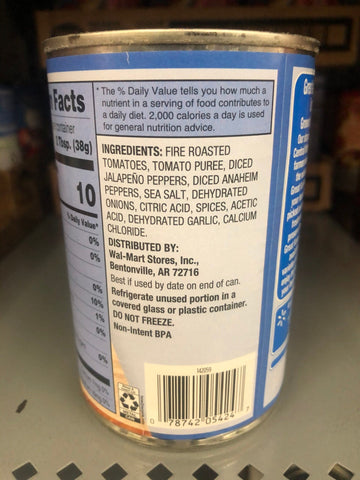 Facts
container
Tbsp. (38g)
10
% Daily Value*
0%
0%
0%
10%
1%
0%
0%
* The % Daily Value tells you how much a
nutrient in a serving of food contributes to
a daily diet. 2,000 calories a day is used
for general nutrition advice.
INGREDIENTS: FIRE ROASTED
TOMATOES, TOMATO PUREE, DICED
JALAPEÑO PEPPERS, DICED ANAHEIM
PEPPERS, SEA SALT, DEHYDRATED
ONIONS, CITRIC ACID, SPICES, ACETIC
ACID, DEHYDRATED GARLIC, CALCIUM
CHLORIDE.
DISTRIBUTED BY:
Wal-Mart Stores, Inc.,
Bentonville, AR 72716
Best if used by date on end of can.
Refrigerate unused portion in a
covered glass or plastic container.
DO NOT FREEZE.
Non-Intent BPA
142059
0 78742 05424 7